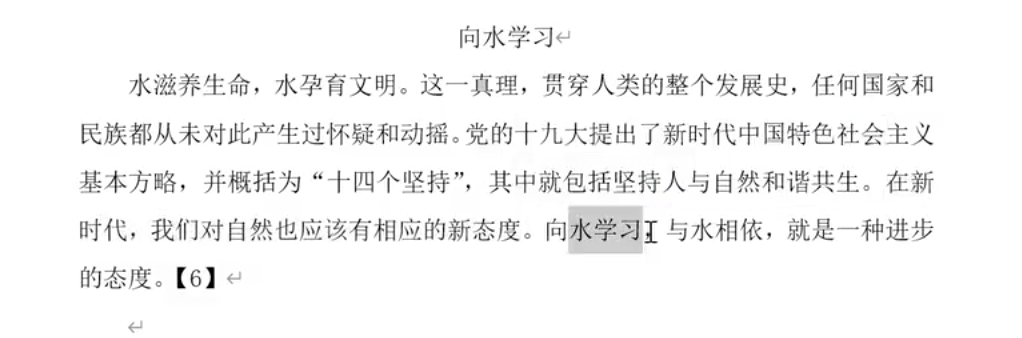 向水学习
水滋养生命，水孕育文明。这一真理，贯穿人类的整个发展史，任何国家和
民族都从未对此产生过怀疑和动摇。党的十九大提出了新时代中国特色社会主义
基本方略，并概括为“十四个坚持”，其中就包括坚持人与自然和谐共生。在新
时代，我们对自然也应该有相应的新态度。向水学习，与水相依，就是一种进步
的态度。【6】